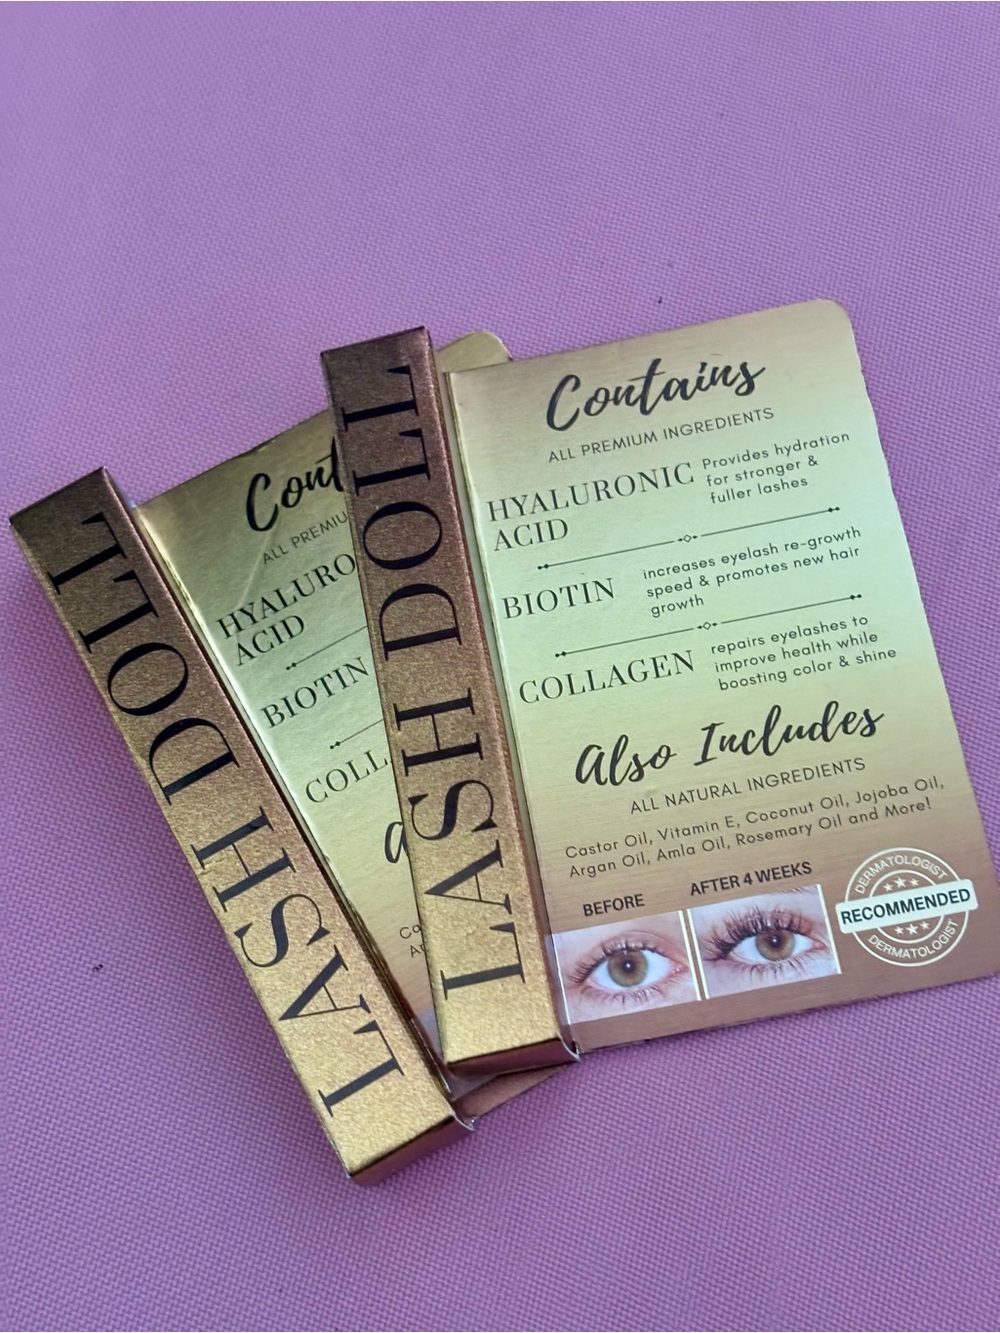 LASH DOLL
Cont
ALL PREMIU
HYALURO
ACID
BIOTIN
COLL
LASH DOLL
Contains
ALL PREMIUM INGREDIENTS
HYALURONIC
ACID
Provides hydration
for stronger &
fuller lashes
BIOTIN
increases eyelash re-growth
speed & promotes new hair
growth
COLLAGEN
repairs eyelashes to
improve health while
boosting color & shine
Also Includes
ALL NATURAL INGREDIENTS
Castor Oil, Vitamin E, Coconut Oil, Jojoba Oil,
Argan Oil, Amla Oil, Rosemary Oil and More!
BEFORE
AFTER 4 WEEKS
DERMATOLOGIST
RECOMMENDED
DERMATOLOGIST